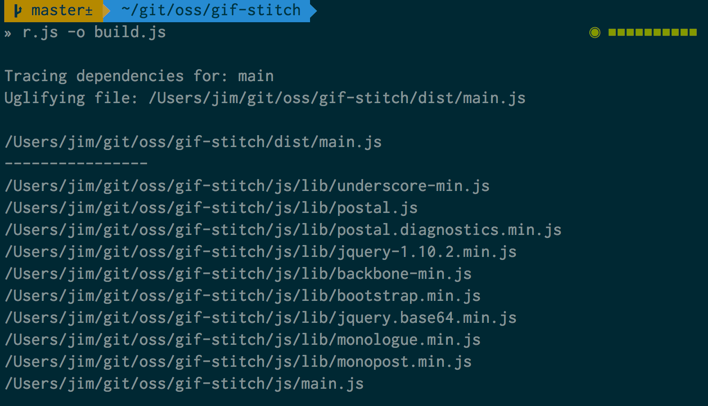 master± ~/git/oss/gif-stitch
» r.js -o build.js
Tracing dependencies for: main
Uglifying file: /Users/jim/git/oss/gif-stitch/dist/main.js
/Users/jim/git/oss/gif-stitch/dist/main.js
----------------
/Users/jim/git/oss/gif-stitch/js/lib/underscore-min.js
/Users/jim/git/oss/gif-stitch/js/lib/postal.js
/Users/jim/git/oss/gif-stitch/js/lib/postal.diagnostics.min.js
/Users/jim/git/oss/gif-stitch/js/lib/jquery-1.10.2.min.js
/Users/jim/git/oss/gif-stitch/js/lib/backbone-min.js
/Users/jim/git/oss/gif-stitch/js/lib/bootstrap.min.js
/Users/jim/git/oss/gif-stitch/js/lib/jquery.base64.min.js
/Users/jim/git/oss/gif-stitch/js/lib/monologue.min.js
/Users/jim/git/oss/gif-stitch/js/lib/monopost.min.js
/Users/jim/git/oss/gif-stitch/js/main.js